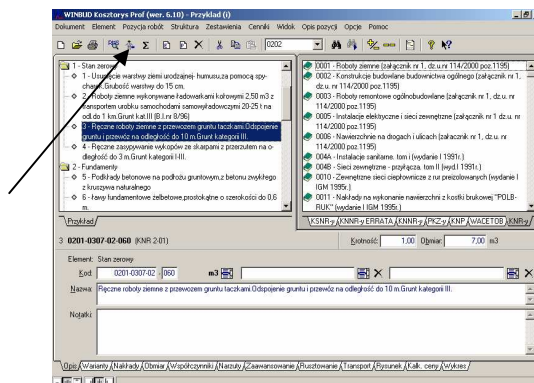 WINBUD Kosztorys Prof (wer. 6.10) - Przykład (i)
Dokument Element Pozycja robót Struktura Zestawienia Cenniki Widok Opis pozycji Opcje Pomoc
0202
1 - Stan zerowy
1 - Usunięcie warstwy ziemi urodzajnej- humusu,za pomocą spy-
charek.Grubość warstwy do 15 cm.
2 - Roboty ziemne wykonywane ładowarkami kołowymi 2,50 m3 z
transportem urobku samochodami samowyładowczymi 20-25 t na
odl.do 1 km.Grunt kat.III (B.I.nr 8/96)
3 - Ręczne roboty ziemne z przewozem gruntu taczkami.Odspojenie
gruntu i przewóz na odległość do 10 m.Grunt kategorii III.
4 - Ręczne zasypywanie wykopów ze skarpami z przerzutem na o-
dległość do 3 m.Grunt kategorii I-III.
2 - Fundamenty
5 - Podkłady betonowe na podłożu gruntowym,z betonu zwykłego
z kruszywa naturalnego
6 - Ławy fundamentowe żelbetowe,prostokątne o szerokości do 0,6
m.
Przykład
0001 - Roboty ziemne (załącznik nr 1, dz.u. nr 114/2000 poz.1195)
0002 - Konstrukcje budowlane budownictwa ogólnego (załącznik nr 1,
dz.u. nr 114/2000 poz.1195)
0003 - Roboty remontowe ogólnobudowlane (załącznik nr 1, dz.u. nr
114/2000 poz.1195)
0005 - Instalacje elektryczne i sieci zewnętrzne (załącznik nr 1 dz.u. nr
114/2000 poz.1195)
0006 - Nawierzchnie na drogach i ulicach (załącznik nr 1, dz.u. nr
114/2000 poz.1195)
004A - Instalacje sanitarne. tom i (wydanie I 1991r.)
004B - Sieci zewnętrzne - przyłącza. tom II (wyd.I 1991r.)
0010 - Zewnętrzne sieci ciepłownicze z rur preizolowanych (wydanie I
IGM 1995r.)
0011 - Nakłady na wykonanie nawierzchni z kostki brukowej "POLB-
RUK" (wydanie I IGM 1995r.)
KSNR-y KNNR-y ERRATA KNNR-y PKZ-y KNP WACETOB KNR-y
3 0201-0307-02-060 (KNR 2-01) Krotność: 1,00 Obmiar: 7,00 m3
Element: Stan zerowy
Kod: 0201-0307-02 - 060 m3
Nazwa: Ręczne roboty ziemne z przewozem gruntu taczkami.Odspojenie gruntu i przewóz na odległość do 10 m.Grunt kategorii III.
Notatki:
Opis Warianty Nakłady Obmiar Współczynniki Narzuty Zaawansowanie Rusztowanie Transport Rysunek Kalk. ceny Wykres